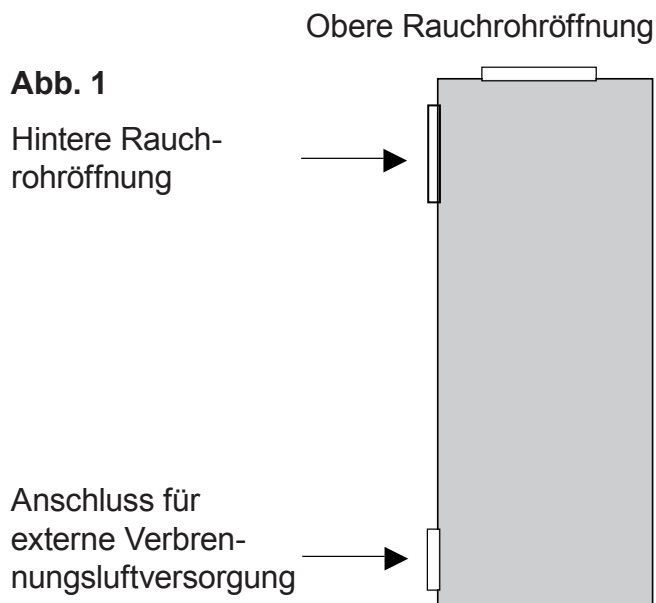 Obere Rauchrohröffnung
Abb. 1
Hintere Rauch-
rohröffnung
Anschluss für
externe Verbren-
nungsluftversorgung